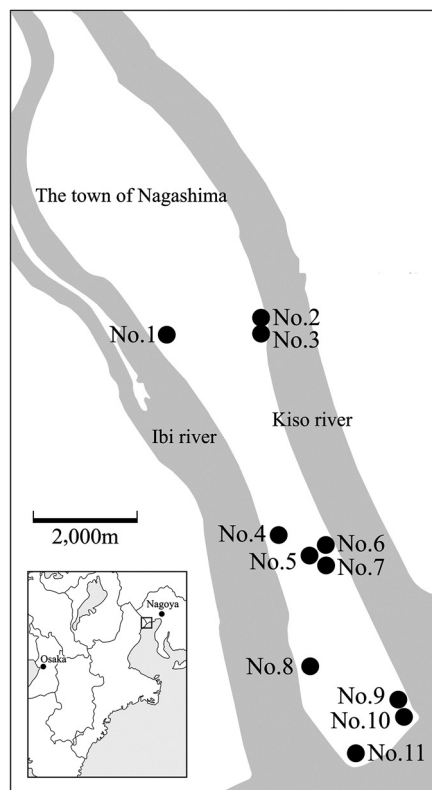 The town of Nagashima
No.1
No.2
No.3
Kiso river
Ibi river
2,000m
No.4
No.5
No.6
No.7
No.8
No.9
No.10
No.11
Nagoya
Osaka